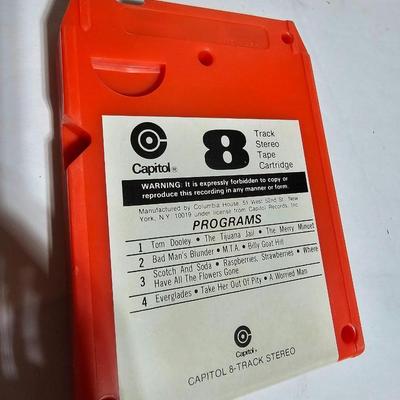 Capitol®
8
Track
Stereo
Tape
Cartridge
WARNING: It is expressly forbidden to copy or
reproduce this recording in any manner or form.
Manufactured by Columbia House 51 West 52nd St. New
York, N.Y. 10019 under license from Capitol Records, Inc.
PROGRAMS
1 Tom Dooley • The Tijuana Jail • The Merry Minuet
2 Bad Man's Blunder • M.T.A. • Billy Goat Hill
3 Scotch And Soda • Raspberries, Strawberries • Where
Have All The Flowers Gone
4 Everglades • Take Her Out Of Pity • A Worried Man
Capitol®
CAPITOL 8-TRACK STEREO